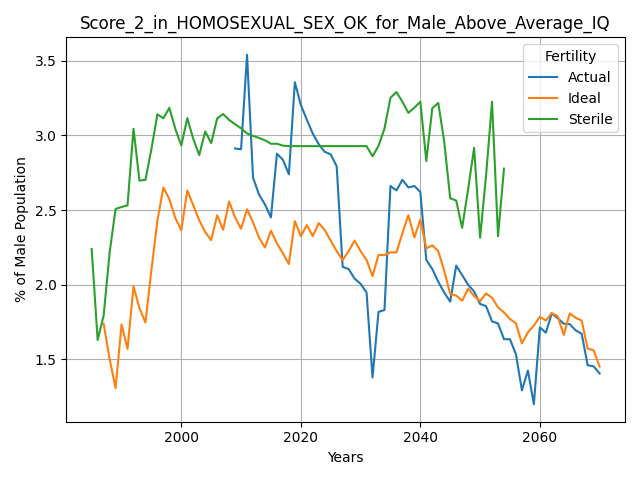 Score_2_in_HOMOSEXUAL_SEX_OK_for_Male_Above_Average_IQ
Fertility
Actual
Ideal
Sterile
% of Male Population
3.5
3.0
2.5
2.0
1.5
2000
2020
2040
2060
Years